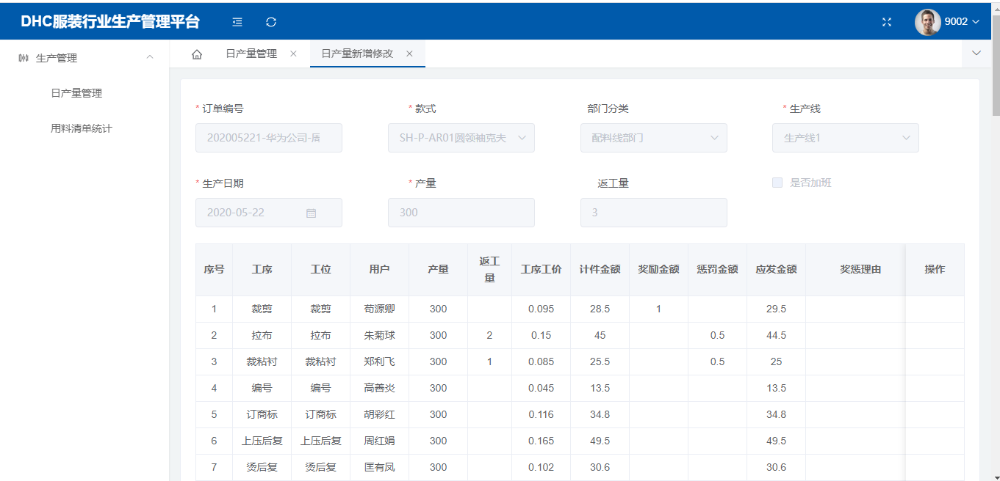 DHC服装行业生产管理平台
9002
生产管理
日产量管理
用料清单统计
日产量管理
日产量新增修改
* 订单编号 * 款式 部门分类 * 生产线
202005221-华为公司-周 SH-P-AR01圆领袖克夫 配料线部门 生产线1
* 生产日期 * 产量 返工量 是否加班
2020-05-22 300 3
序号 工序 工位 用户 产量 返工量 工序工价 计件金额 奖励金额 惩罚金额 应发金额 奖惩理由 操作
1 裁剪 裁剪 苟源卿 300 0.095 28.5 1 29.5
2 拉布 拉布 朱菊球 300 2 0.15 45 0.5 44.5
3 裁粘衬 裁粘衬 郑利飞 300 1 0.085 25.5 0.5 25
4 编号 编号 高善炎 300 0.045 13.5 13.5
5 订商标 订商标 胡彩红 300 0.116 34.8 34.8
6 上压后复 上压后复 周红娟 300 0.165 49.5 49.5
7 烫后复 烫后复 匡有凤 300 0.102 30.6 30.6